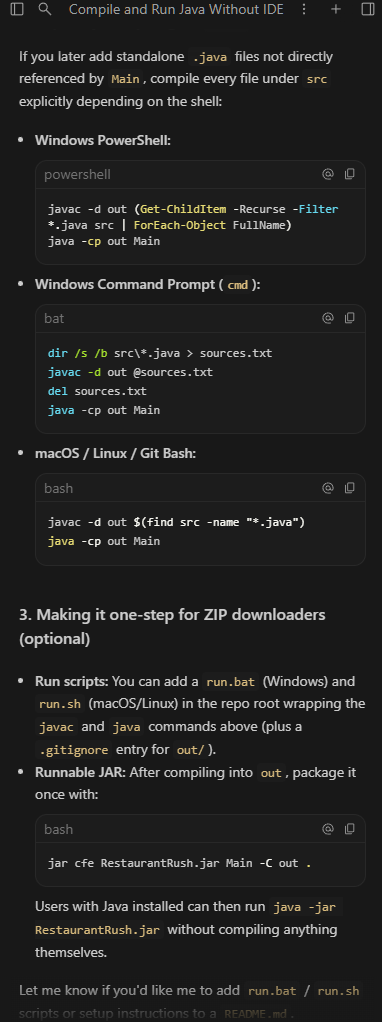 Compile and Run Java Without IDE
If you later add standalone .java files not directly
referenced by Main, compile every file under src
explicitly depending on the shell:
• Windows PowerShell:
powershell
javac -d out (Get-ChildItem -Recurse -Filter
*.java src | ForEach-Object FullName)
java -cp out Main
• Windows Command Prompt ( cmd ):
bat
dir /s /b src\*.java > sources.txt
javac -d out @sources.txt
del sources.txt
java -cp out Main
• macOS / Linux / Git Bash:
bash
javac -d out $(find src -name "*.java")
java -cp out Main
3. Making it one-step for ZIP downloaders
(optional)
• Run scripts: You can add a run.bat (Windows) and
run.sh (macOS/Linux) in the repo root wrapping the
javac and java commands above (plus a
.gitignore entry for out/ ).
• Runnable JAR: After compiling into out , package it
once with:
bash
jar cfe RestaurantRush.jar Main -C out .
Users with Java installed can then run java -jar
RestaurantRush.jar without compiling anything
themselves.
Let me know if you'd like me to add run.bat / run.sh
scripts or setup instructions to a README.md .